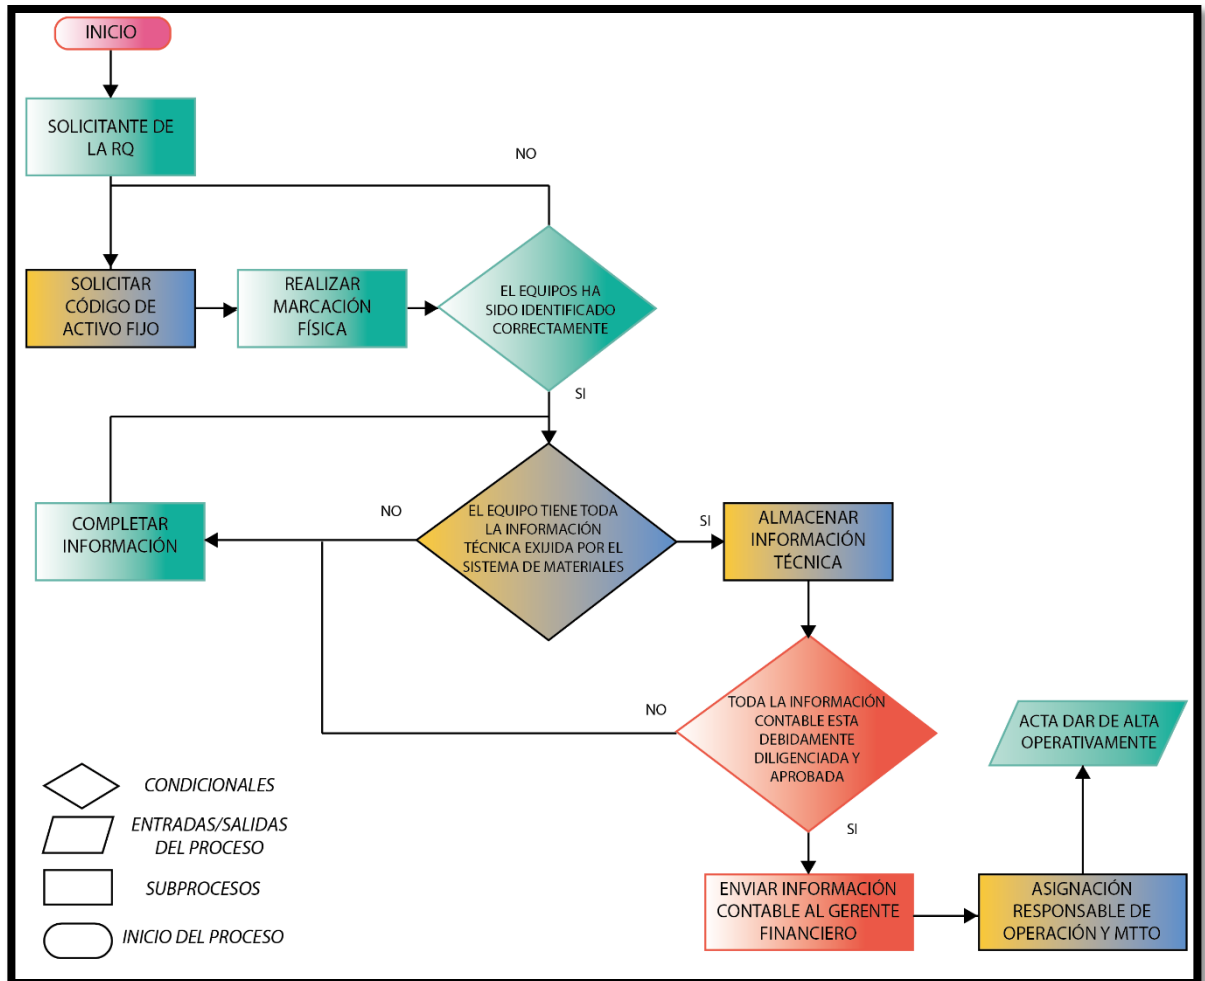 INICIO
SOLICITANTE DE
LA RQ
NO
SOLICITAR
CÓDIGO DE
ACTIVO FIJO
REALIZAR
MARCACIÓN
FÍSICA
EL EQUIPOS HA
SIDO IDENTIFICADO
CORRECTAMENTE
SI
COMPLETAR
INFORMACIÓN
NO
EL EQUIPO TIENE TODA
LA INFORMACIÓN
TÉCNICA EXIJIDA POR EL
SISTEMA DE MATERIALES
SI
ALMACENAR
INFORMACIÓN
TÉCNICA
NO
TODA LA INFORMACIÓN
CONTABLE ESTA
DEBIDAMENTE
DILIGENCIADA Y
APROBADA
SI
ACTA DAR DE ALTA
OPERATIVAMENTE
ENVIAR INFORMACIÓN
CONTABLE AL GERENTE
FINANCIERO
ASIGNACIÓN
RESPONSABLE DE
OPERACIÓN Y MTTO
CONDICIONALES
ENTRADAS/SALIDAS
DEL PROCESO
SUBPROCESOS
INICIO DEL PROCESO